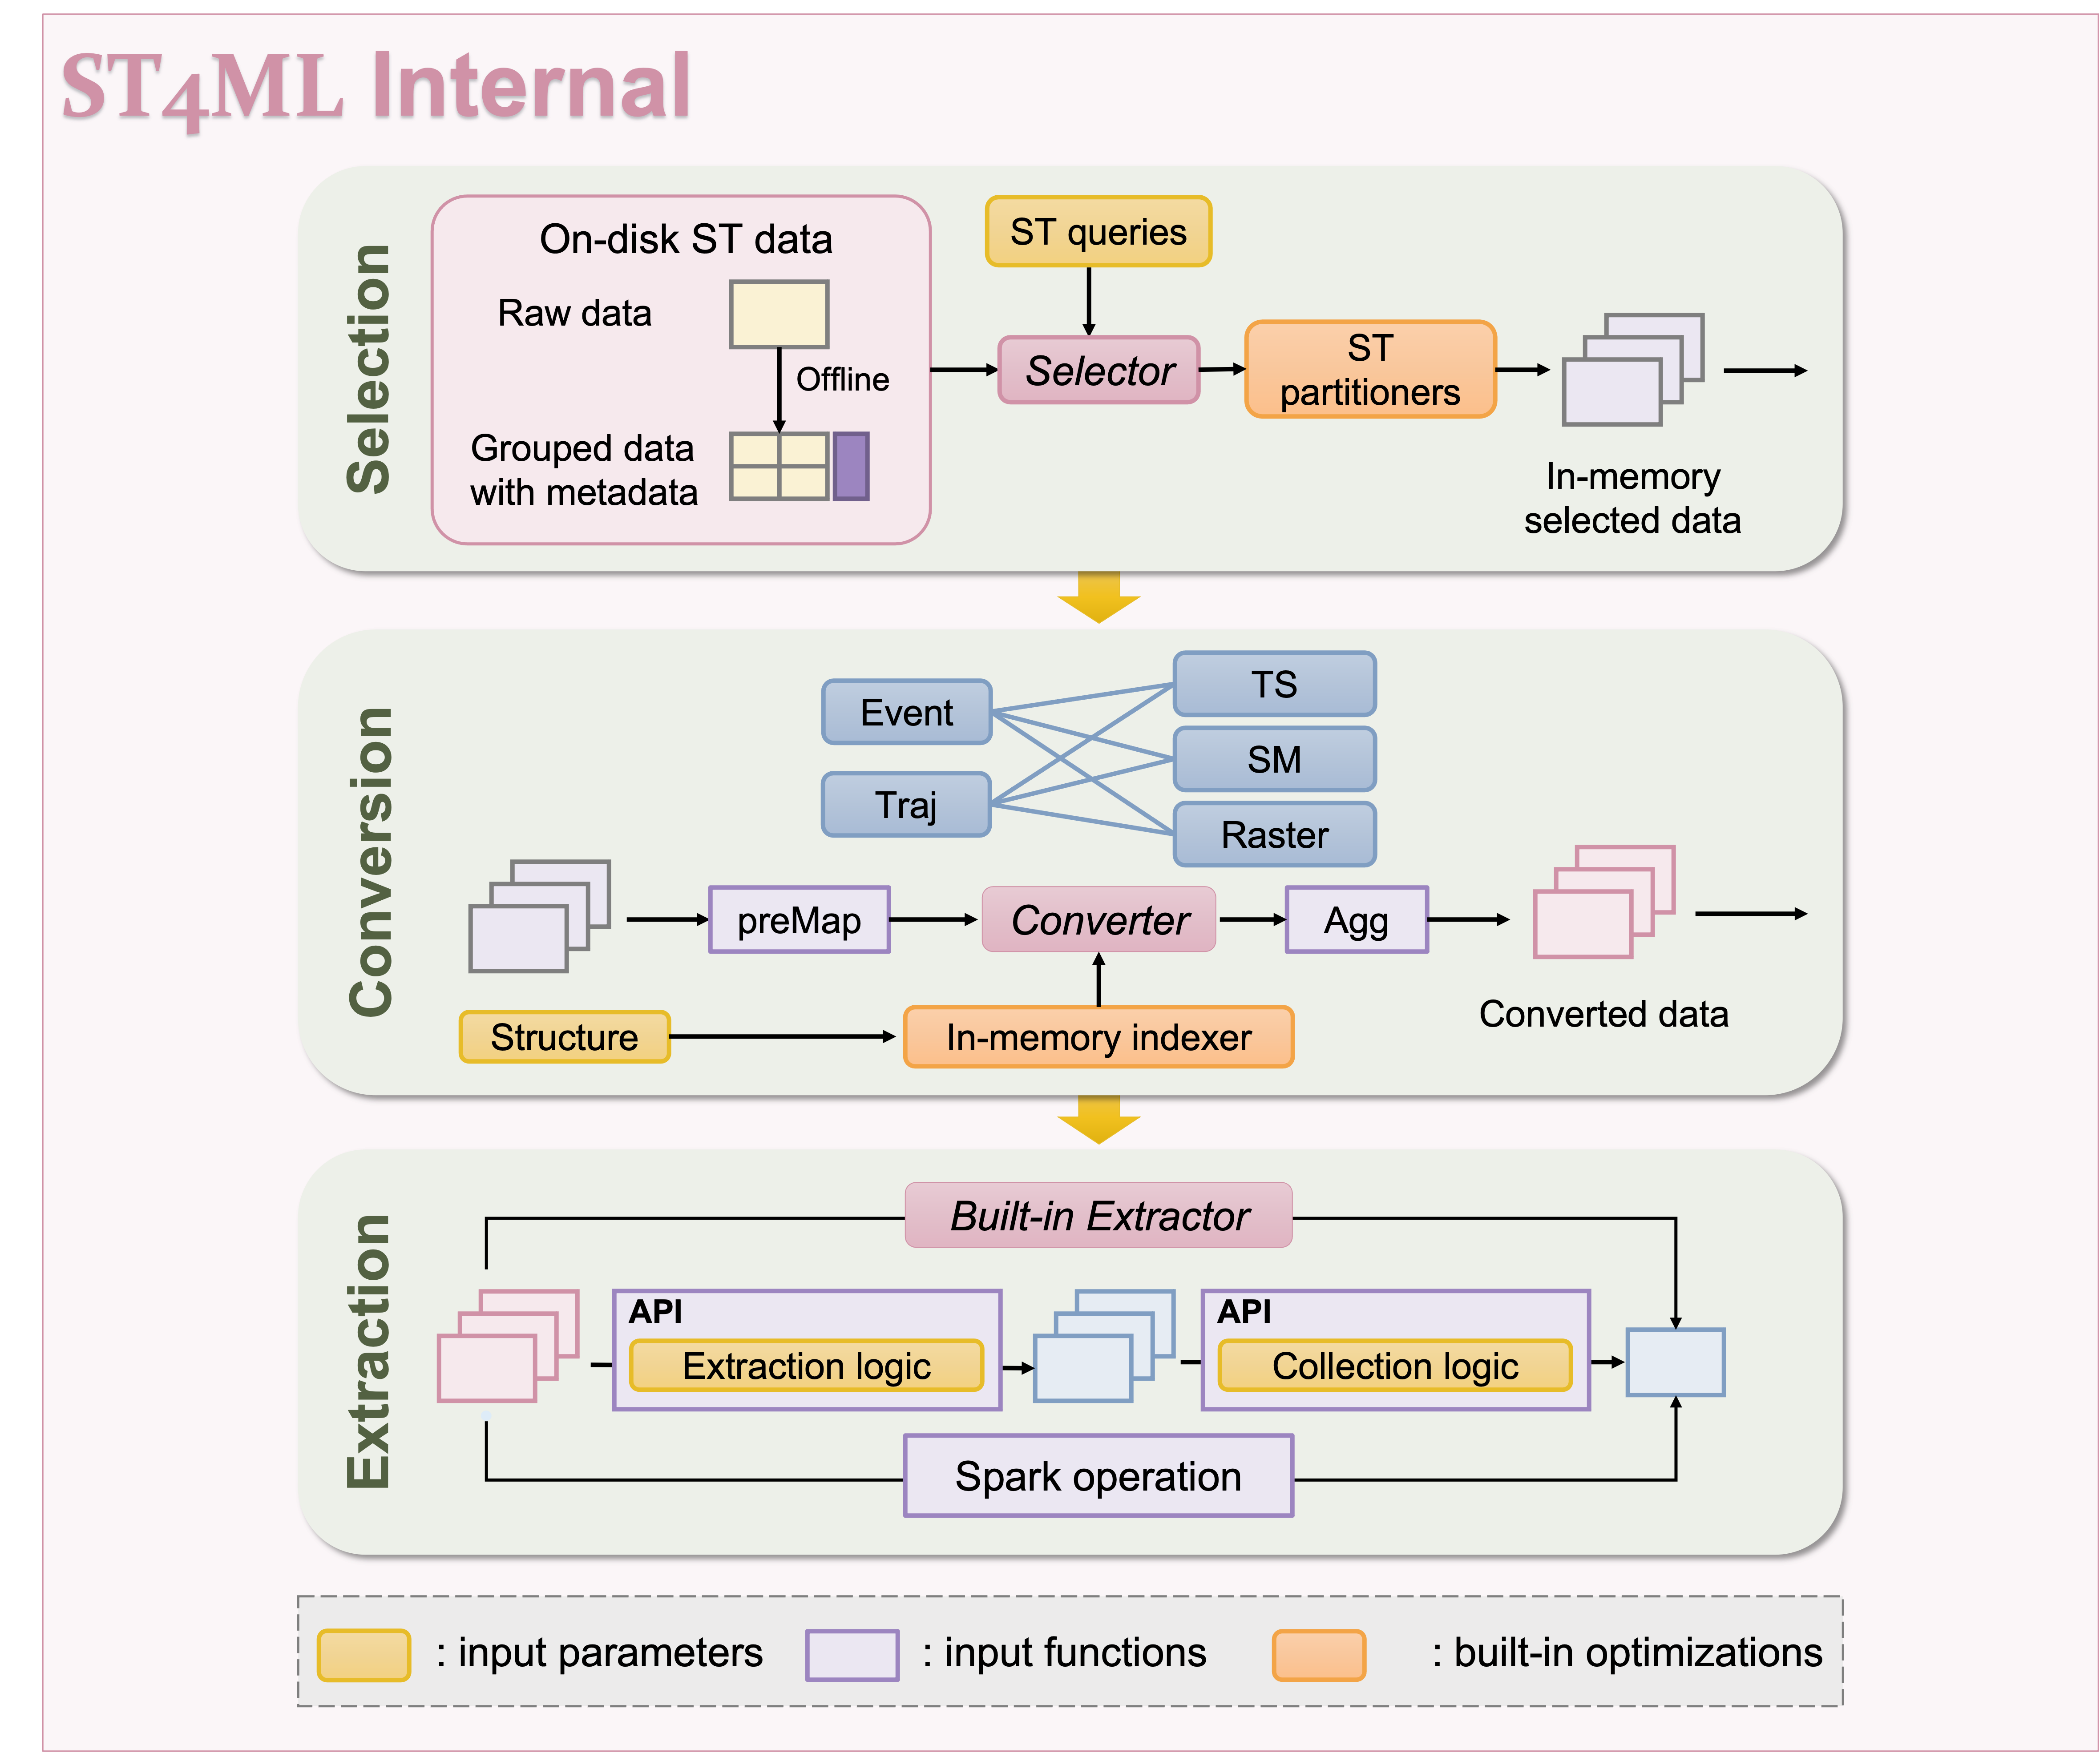 ST4ML Internal
Selection
On-disk ST data
Raw data
Offline
Grouped data
with metadata
ST queries
Selector
ST
partitioners
In-memory
selected data
Conversion
Event
Traj
TS
SM
Raster
preMap
Converter
Agg
Converted data
Structure
In-memory indexer
Extraction
Built-in Extractor
API
Extraction logic
API
Collection logic
Spark operation
: input parameters
: input functions
: built-in optimizations